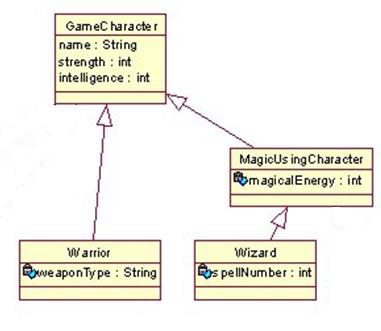 GameCharacter
name : String
strength : int
intelligence : int
MagicUsingCharacter
magicalEnergy : int
Warrior
weaponType : String
Wizard
spellNumber : int